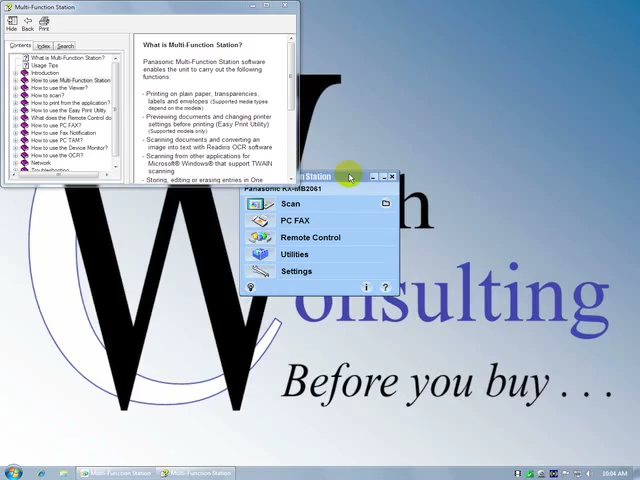 Multi-Function Station
Hide Back Print
Contents Index Search
What is Multi-Function Station?
Usage Tips
Introduction
How to use Multi-Function Station
How to use the Viewer?
How to scan?
How to print from the application?
How to use the Easy Print Utility
What does the Remote Control do
How to use PC FAX?
How to use Fax Notification
How to use PC TAM?
How to use the Device Monitor?
How to use the OCR?
Network
Troubleshooting
What is Multi-Function Station?
Panasonic Multi-Function Station software
enables the unit to carry out the following
functions:
- Printing on plain paper, transparencies,
labels and envelopes (Supported media types
depend on the models)
- Previewing documents and changing printer
settings before printing (Easy Print Utility)
(Supported models only)
- Scanning documents and converting an
image into text with Readiris OCR software
- Scanning from other applications for
Microsoft® Windows® that support TWAIN
scanning
- Storing, editing or erasing entries in One
Station
Panasonic KX-MB2061
Scan
PC FAX
Remote Control
Utilities
Settings
onsulting
Before you buy . . .
Multi-Function Station
Multi-Function Station
10:04 AM